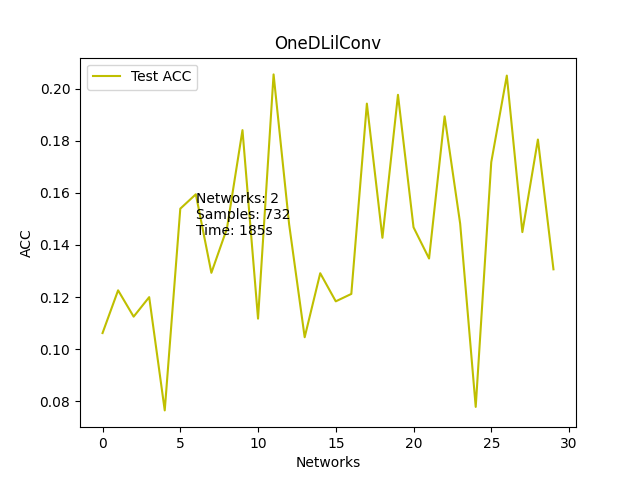 OneDLilConv
Test ACC
0.20
0.18
0.16
0.14
0.12
0.10
0.08
ACC
Networks: 2
Samples: 732
Time: 185s
0 5 10 15 20 25 30
Networks